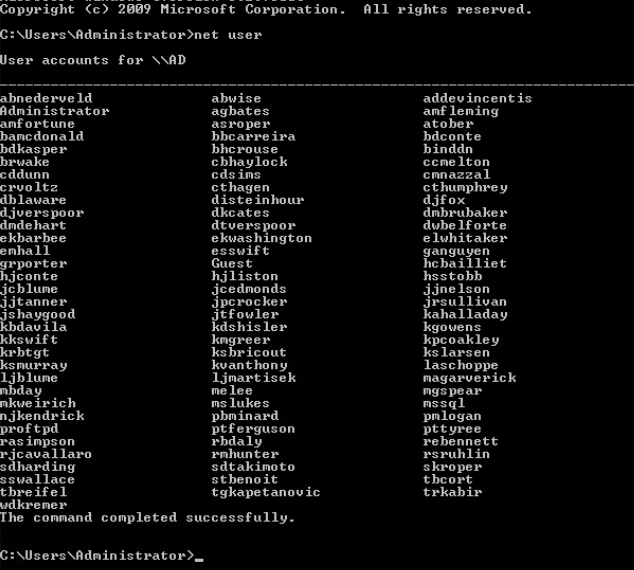 Copyright (c) 2009 Microsoft Corporation.  All rights reserved.
C:\Users\Administrator>net user
User accounts for \\AD
-------------------------------------------------------------------------------
abnederveld abwise addevincentis
Administrator agbates amfleming
amfortune asroper atober
bamcdonald bbcarreira bdconte
bdkasper bhcrouse binddn
brwake cbhaylock ccmelton
cddunn cdsims cmnazzal
crvoltz cthagen cthumphrey
dblaware disteinhour djfox
djverspoor dkcates dmbrubaker
dmdehart dtverspoor dwbelforte
ekbarbee ekwashington elwhitaker
emhall esswift ganguyen
grporter Guest hcbailliet
hjconte hjliston hsstobb
jcblume jcedmonds jjnelson
jjtanner jpcrocker jrsullivan
jshaygood jtfowler kahalladay
kbdavila kdshisler kgowens
kkswift kmgreer kpcoakley
krbtgt ksbricout kslarsen
ksmurray kvanthony laschoppe
ljblume ljmartisek magarverick
mbday melee mgspear
mkweirich mslukes mssql
njkendrick pbminard pmlogan
proftpd ptferguson pttyree
rasimpson rbdaly rebennett
rjcavallaro rmhunter rsruhlin
sdharding sdtakimoto skroper
sswallace stbenoit tbcort
tbreifel tgkapetanovic trkabir
wdkremer
The command completed successfully.
C:\Users\Administrator>_